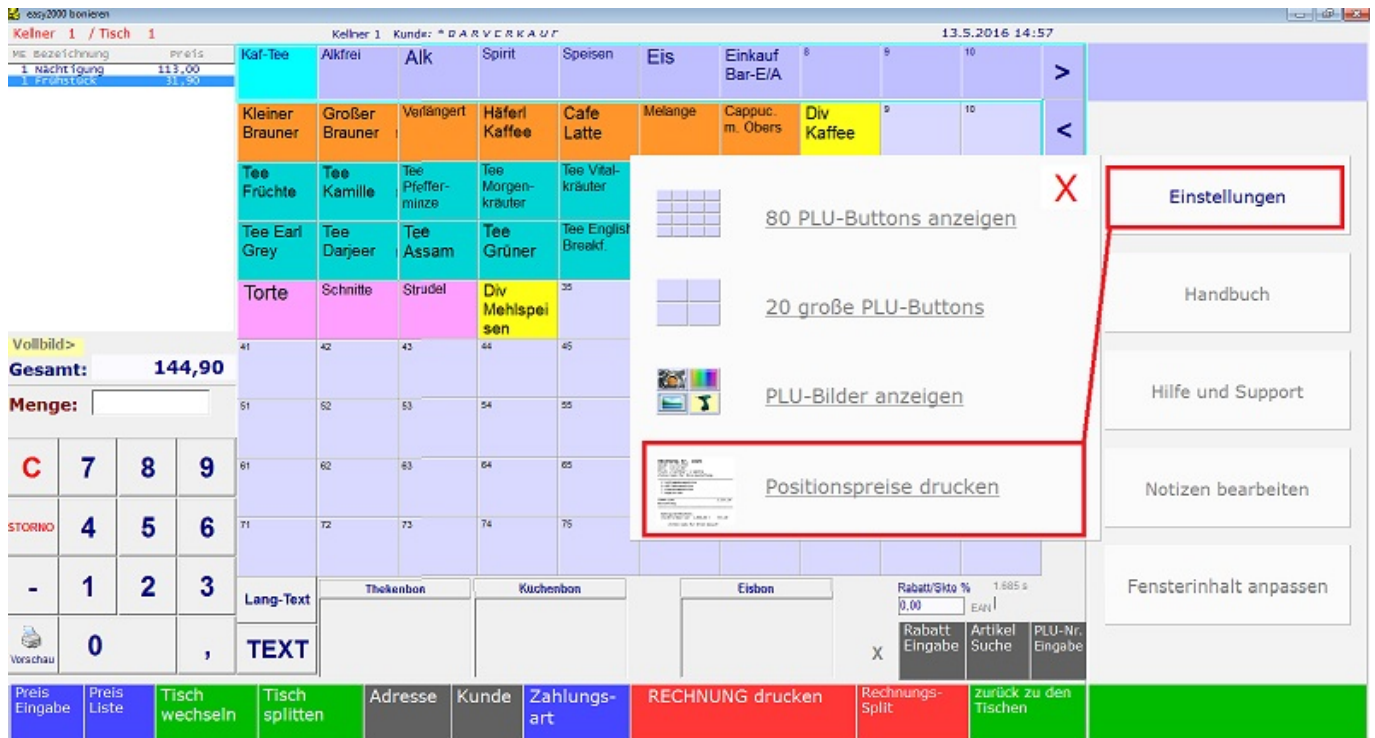 easy2000 bonieren
Kellner 1 / Tisch 1
Kellner 1 Kunde: * B A R V E R K A U F
13.5.2016 14:57
ME Bezeichnung Preis
1 Nächtigung 113,00
1 Frühstück 31,90
Kaf-Tee
Alkfrei
Alk
Spirit
Speisen
Eis
Einkauf
Bar-E/A
8
9
10
>
Kleiner
Brauner
Großer
Brauner
Verlängert
Häferl
Kaffee
Cafe
Latte
Melange
Cappuc.
m. Obers
Div
Kaffee
9
10
<
Tee
Früchte
Tee
Kamille
Tee
Pfeffer-
minze
Tee
Morgen-
kräuter
Tee Vital-
kräuter
Tee Earl
Grey
Tee
Darjeer
Tee
Assam
Tee
Grüner
Tee English
Breakf.
Torte
Schnitte
Strudel
Div
Mehlspei
sen
35
41
42
43
44
45
51
52
53
54
55
61
62
63
64
65
71
72
73
74
75
X
80 PLU-Buttons anzeigen
20 große PLU-Buttons
PLU-Bilder anzeigen
Positionspreise drucken
Einstellungen
Handbuch
Hilfe und Support
Notizen bearbeiten
Fensterinhalt anpassen
Vollbild>
Gesamt: 144,90
Menge:
C
7
8
9
STORNO
4
5
6
-
1
2
3
Vorschau
0
,
Lang-Text
TEXT
Thekenbon
Küchenbon
Eisbon
Rabatt/Skto %
1.685 s
0,00
EAN
X
Rabatt
Eingabe
Artikel
Suche
PLU-Nr.
Eingabe
Preis
Eingabe
Preis
Liste
Tisch
wechseln
Tisch
splitten
Adresse
Kunde
Zahlungs-
art
RECHNUNG drucken
Rechnungs-
Split
zurück zu den
Tischen